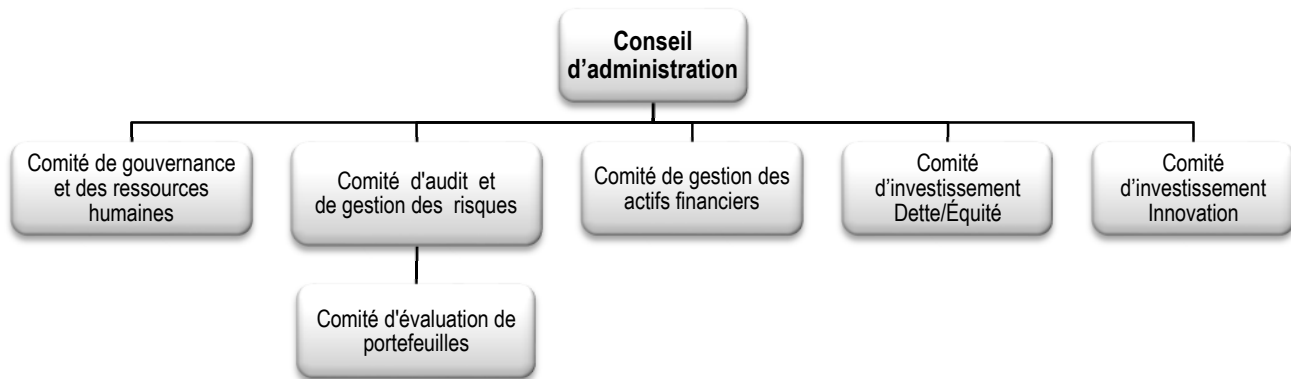 Conseil
d’administration
Comité de gouvernance
et des ressources
humaines
Comité d'audit et
de gestion des risques
Comité de gestion des
actifs financiers
Comité
d’investissement
Dette/Équité
Comité
d’investissement
Innovation
Comité d'évaluation de
portefeuilles